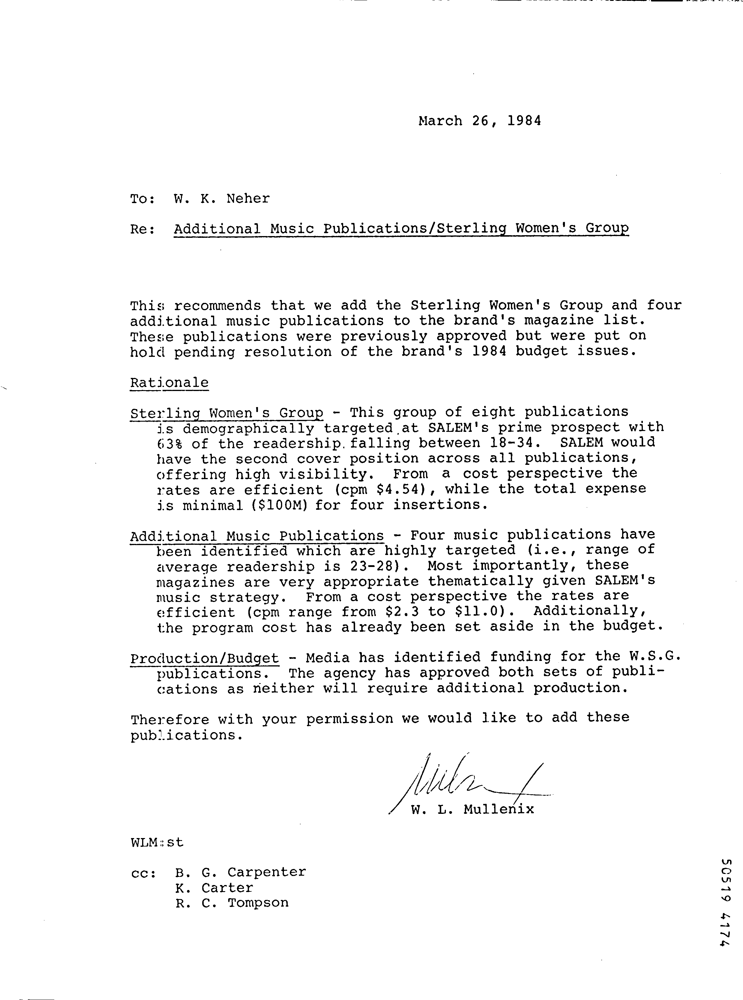 March 26, 1984
To: W. K. Neher
Re: Additional Music Publications/Sterling Women's Group
This recommends that we add the Sterling Women's Group and four
additional music publications to the brand's magazine list.
These publications were previously approved but were put on
hold pending resolution of the brand's 1984 budget issues.
Rationale
Sterling Women's Group - This group of eight publications
is demographically targeted at SALEM's prime prospect with
63% of the readership falling between 18-34. SALEM would
have the second cover position across all publications,
offering high visibility. From a cost perspective the
rates are efficient (cpm $4.54), while the total expense
is minimal ($100M) for four insertions.
Additional Music Publications - Four music publications have
been identified which are highly targeted (i.e., range of
average readership is 23-28). Most importantly, these
magazines are very appropriate thematically given SALEM's
music strategy. From a cost perspective the rates are
efficient (cpm range from $2.3 to $11.0). Additionally,
the program cost has already been set aside in the budget.
Production/Budget - Media has identified funding for the W.S.G.
publications. The agency has approved both sets of publi-
cations as neither will require additional production.
Therefore with your permission we would like to add these
publications.
W. L. Mullenix
WLM:st
cc: B. G. Carpenter
K. Carter
R. C. Tompson
50519 4174